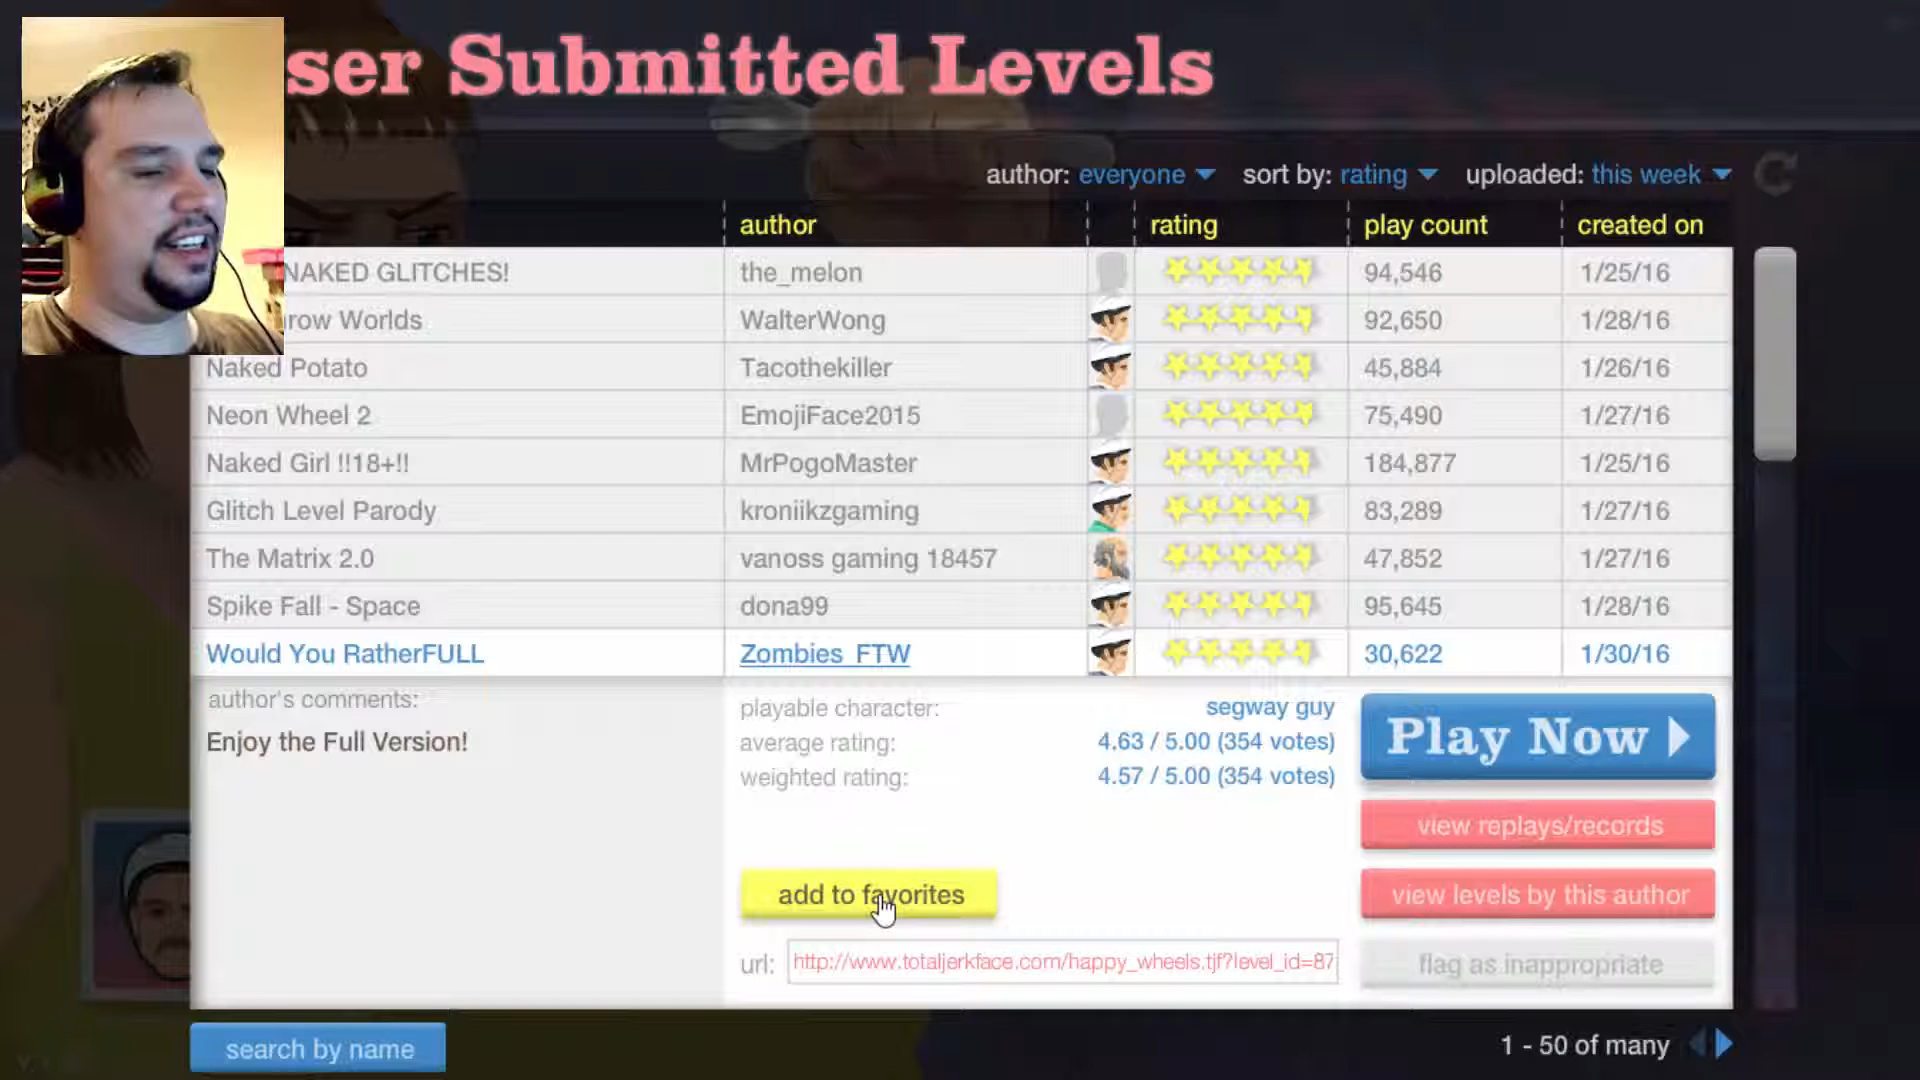 ser Submitted Levels
author: everyone sort by: rating uploaded: this week
author rating play count created on
NAKED GLITCHES! the_melon 94,546 1/25/16
row Worlds WalterWong 92,650 1/28/16
Naked Potato Tacothekiller 45,884 1/26/16
Neon Wheel 2 EmojiFace2015 75,490 1/27/16
Naked Girl !!18+!! MrPogoMaster 184,877 1/25/16
Glitch Level Parody kroniikzgaming 83,289 1/27/16
The Matrix 2.0 vanoss gaming 18457 47,852 1/27/16
Spike Fall - Space dona99 95,645 1/28/16
Would You RatherFULL Zombies_FTW 30,622 1/30/16
author's comments:
Enjoy the Full Version!
playable character: segway guy
average rating: 4.63 / 5.00 (354 votes)
weighted rating: 4.57 / 5.00 (354 votes)
add to favorites
url: http://www.totaljerkface.com/happy_wheels.tjf?level_id=87
Play Now
view replays/records
view levels by this author
flag as inappropriate
search by name
1 - 50 of many